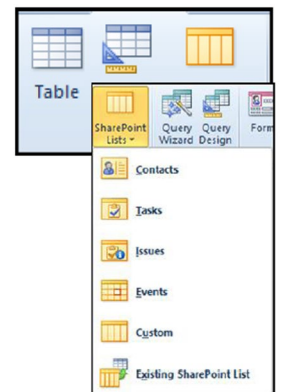 Table
SharePoint Lists
Query Wizard
Query Design
Form
Contacts
Tasks
Issues
Events
Custom
Existing SharePoint List